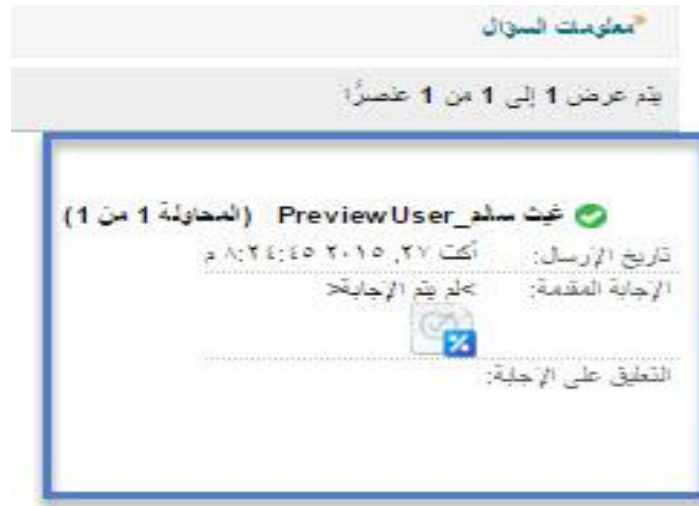 معلومات السؤال
يتم عرض 1 إلى 1 من 1 عنصرًا
غيث سالم_PreviewUser (المحاولة 1 من 1)
تاريخ الإرسال: أكت ٢٧, ٢٠١٥ ٨:٢٤:٤٥ م
الإجابة المقدمة: >لم يتم الإجابة<
التعليق على الإجابة: